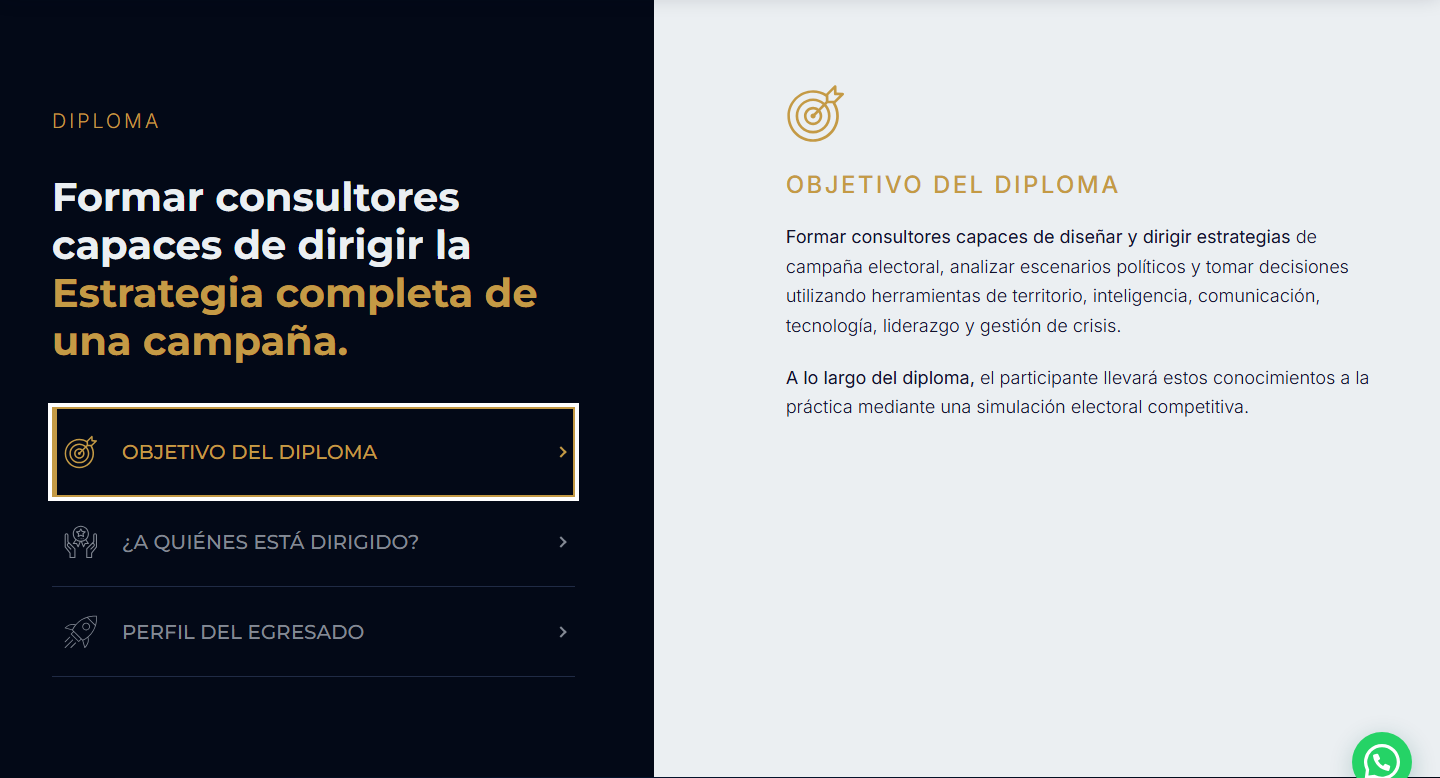 DIPLOMA
Formar consultores
capaces de dirigir la
Estrategia completa de
una campaña.
OBJETIVO DEL DIPLOMA
¿A QUIÉNES ESTÁ DIRIGIDO?
PERFIL DEL EGRESADO
OBJETIVO DEL DIPLOMA
Formar consultores capaces de diseñar y dirigir estrategias de
campaña electoral, analizar escenarios políticos y tomar decisiones
utilizando herramientas de territorio, inteligencia, comunicación,
tecnología, liderazgo y gestión de crisis.
A lo largo del diploma, el participante llevará estos conocimientos a la
práctica mediante una simulación electoral competitiva.